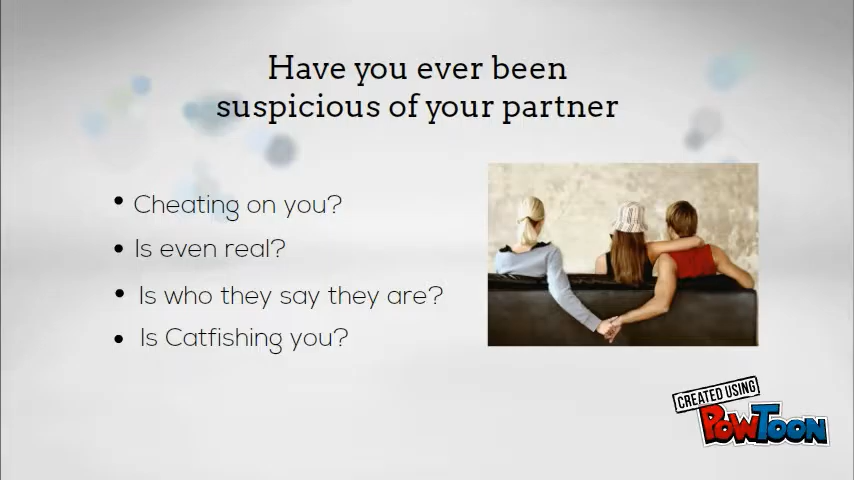 Have you ever been
suspicious of your partner
• Cheating on you?
• Is even real?
• Is who they say they are?
• Is Catfishing you?
CREATED USING
POWTOON